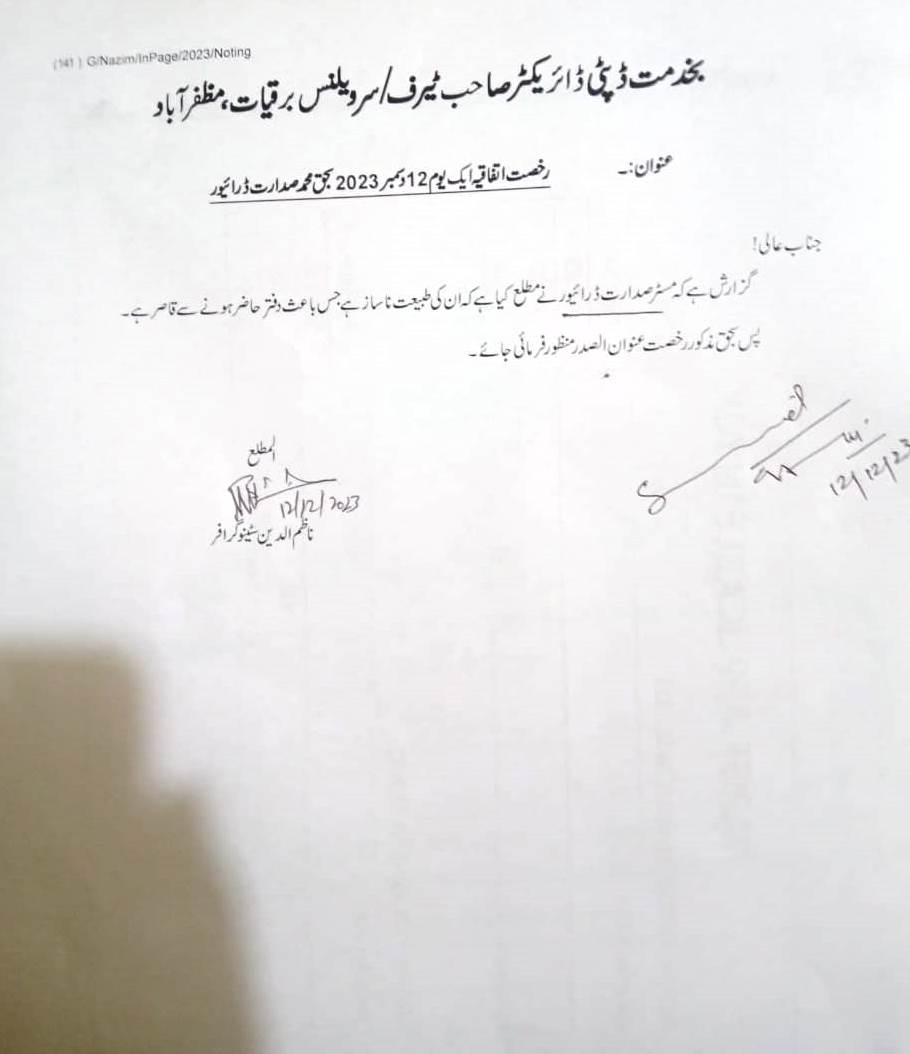 (141) G/Nazim/InPage/2023/Noting
بخدمت ڈپٹی ڈائریکٹر صاحب ٹیرف/سرویلنس برقیات، مظفرآباد
عنوان:۔ رخصت اتفاقیہ ایک یوم 12 دسمبر 2023 بحق محمد صدارت ڈرائیور
جناب عالی!
گزارش ہے کہ مسٹر صدارت ڈرائیور نے مطلع کیا ہے کہ ان کی طبیعت ناساز ہے جس باعث دفتر حاضر ہونے سے قاصر ہے۔
پس بحق مذکور رخصت عنوان الصدر منظور فرمائی جائے۔
المطلع
12/12/2023
ناظم الدین سٹینوگرافر
12/12/23